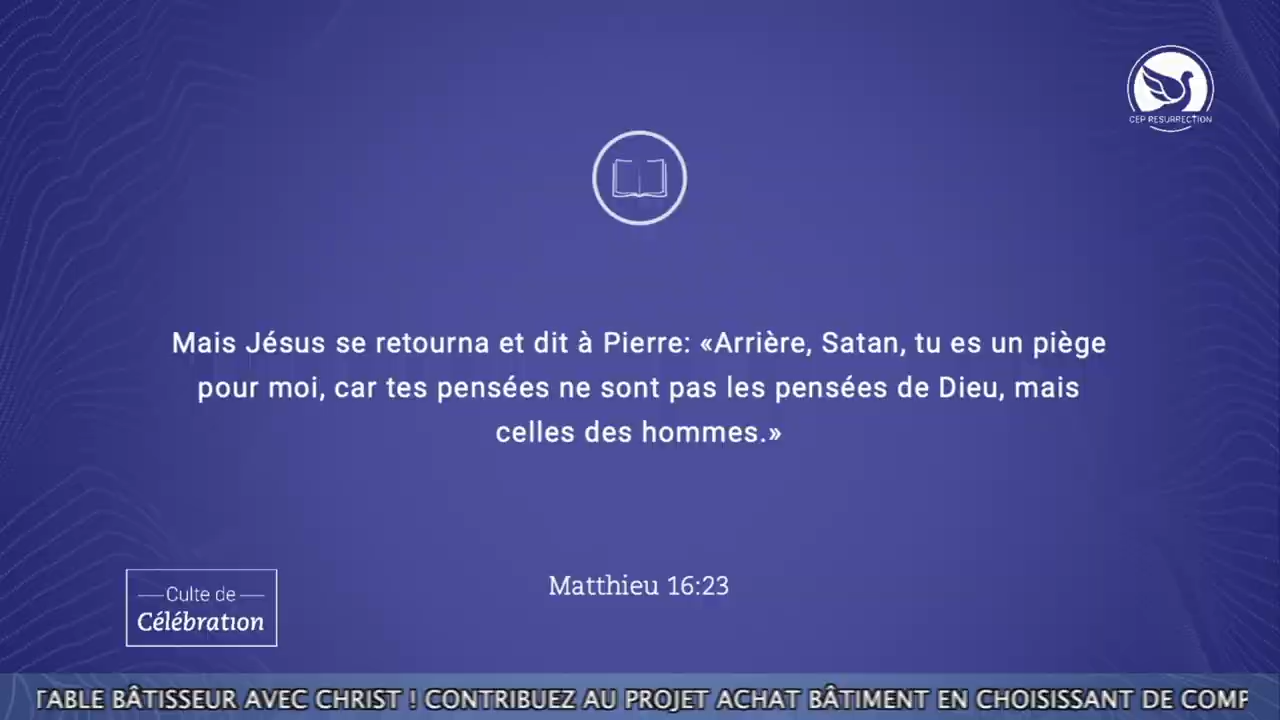 CEP RESURRECTION
Mais Jésus se retourna et dit à Pierre: «Arrière, Satan, tu es un piège
pour moi, car tes pensées ne sont pas les pensées de Dieu, mais
celles des hommes.»
Matthieu 16:23
Culte de
Célébration
TABLE BÂTISSEUR AVEC CHRIST ! CONTRIBUEZ AU PROJET ACHAT BÂTIMENT EN CHOISISSANT DE COMP